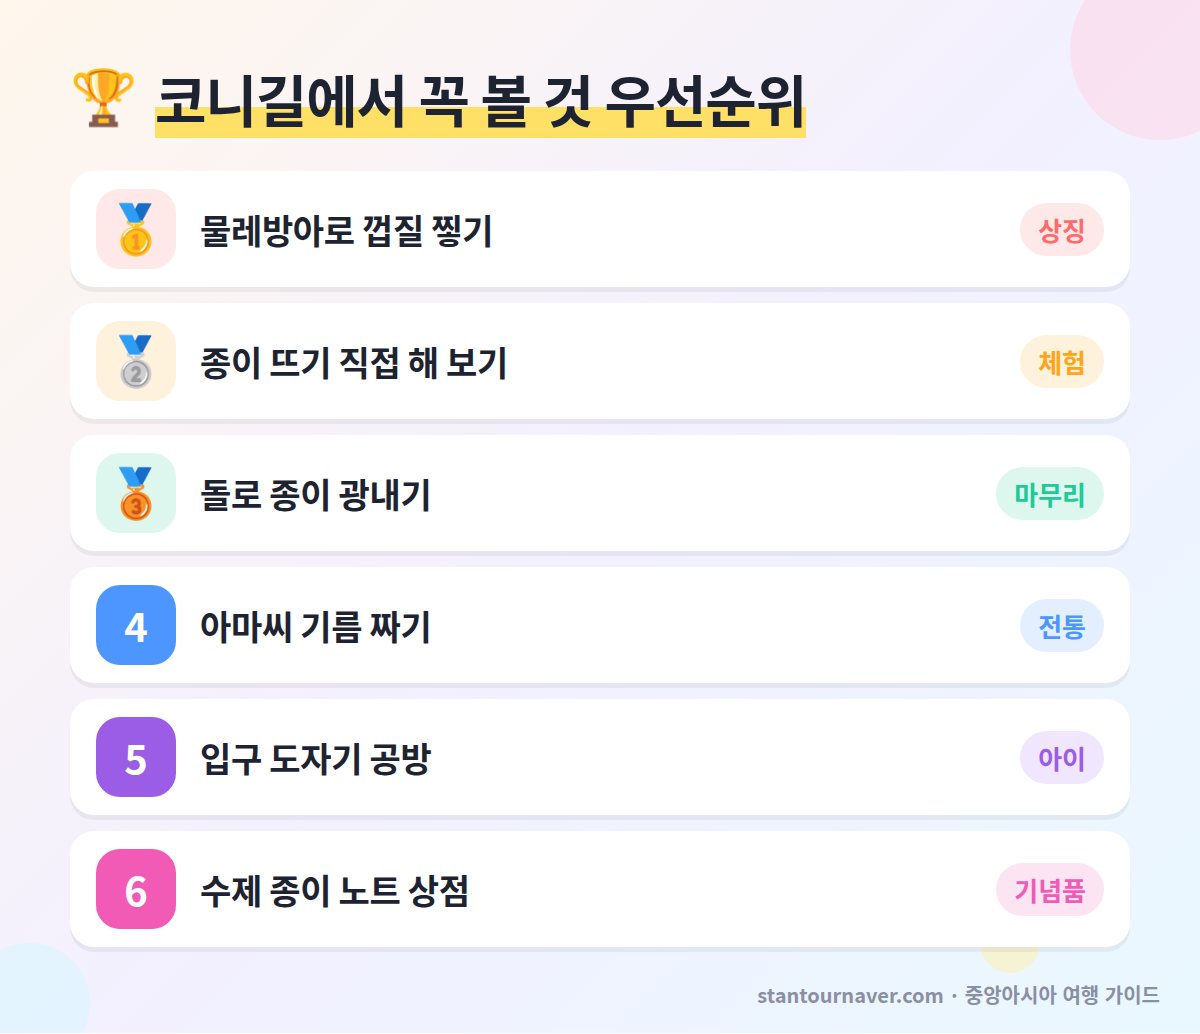 🏆 코니길에서 꼭 볼 것 우선순위
🥇 물레방아로 껍질 찧기 상징
🥈 종이 뜨기 직접 해 보기 체험
🥉 돌로 종이 광내기 마무리
4 아마씨 기름 짜기 전통
5 입구 도자기 공방 아이
6 수제 종이 노트 상점 기념품
stantournaver.com · 중앙아시아 여행 가이드